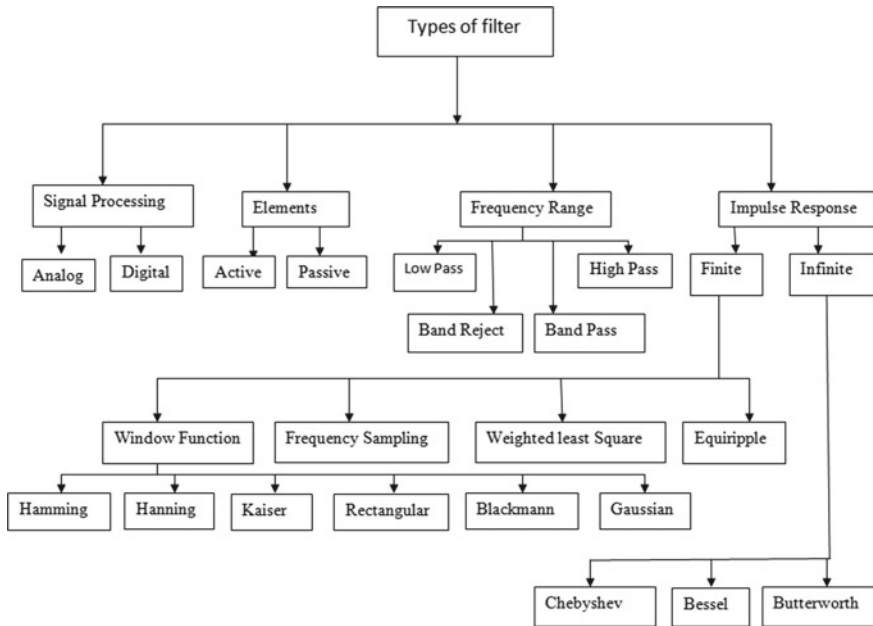 Types of filter
Signal Processing
Elements
Frequency Range
Impulse Response
Analog
Digital
Active
Passive
Low Pass
High Pass
Finite
Infinite
Band Reject
Band Pass
Window Function
Frequency Sampling
Weighted least Square
Equiripple
Hamming
Hanning
Kaiser
Rectangular
Blackmann
Gaussian
Chebyshev
Bessel
Butterworth